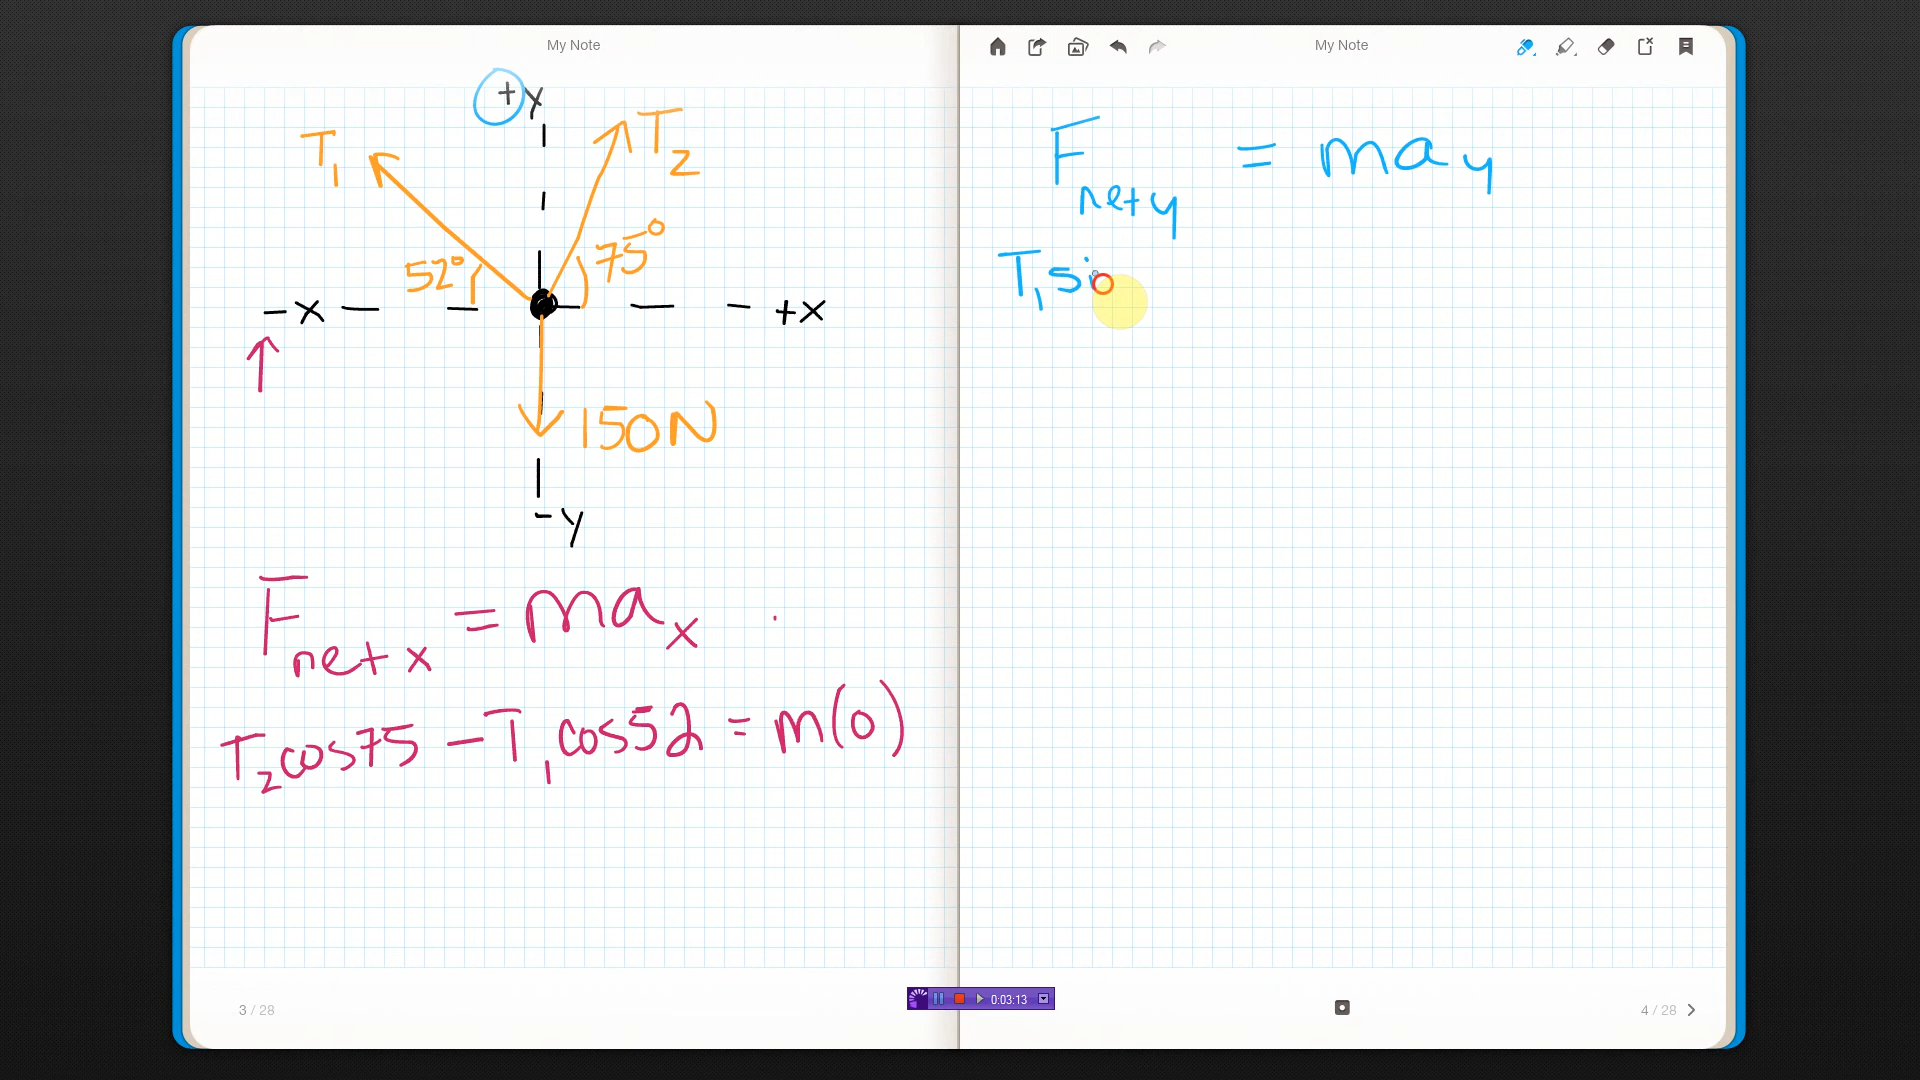 My Note
+y
T1
T2
52°
75°
-x
+x
150N
-y
Fnet x = max
T2cos75 - T1cos52 = m(0)
3 / 28
My Note
Fnet y = may
T1si
0:03:13
4 / 28